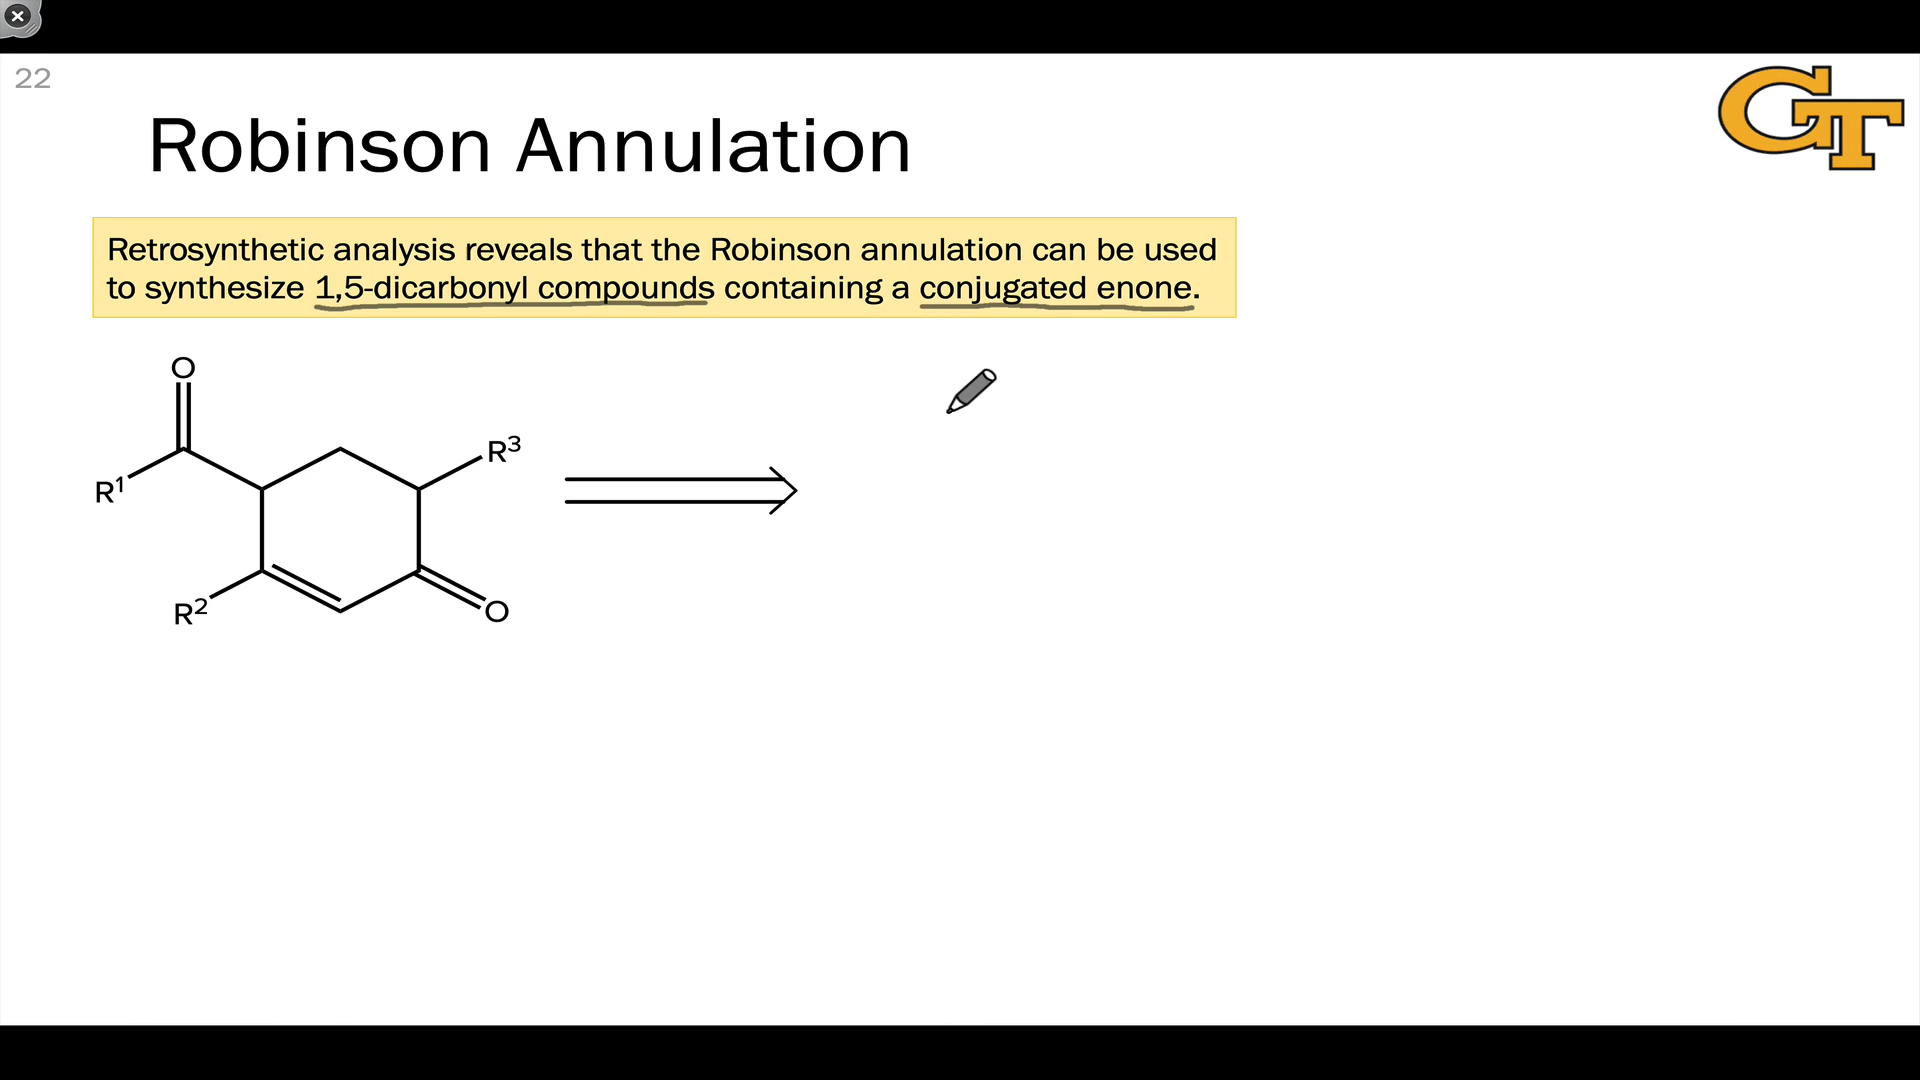 22
GT
Robinson Annulation
Retrosynthetic analysis reveals that the Robinson annulation can be used
to synthesize 1,5-dicarbonyl compounds containing a conjugated enone.
O
R³
R¹
R²
O